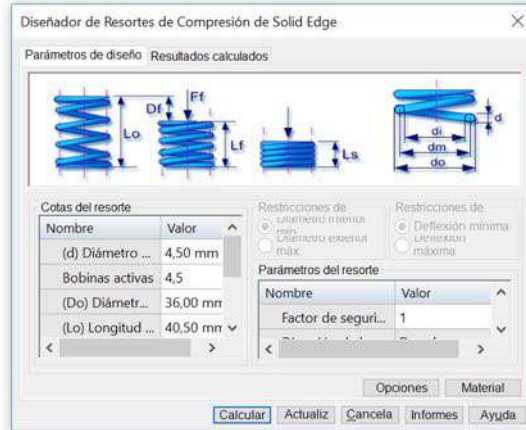 Diseñador de Resortes de Compresión de Solid Edge
Parámetros de diseño Resultados calculados
Ff
Df
Lo
Lf
Ls
d
di
dm
do
Cotas del resorte
Nombre Valor
(d) Diámetro ... 4,50 mm
Bobinas activas 4,5
(Do) Diámetr... 36,00 mm
(Lo) Longitud ... 40,50 mm
Restricciones de
Diámetro interior
mín.
Diámetro exterior
máx.
Restricciones de
Deflexión mínima
Deflexión
máxima
Parámetros del resorte
Nombre Valor
Factor de seguri... 1
Opciones Material
Calcular Actualiz Cancela Informes Ayuda